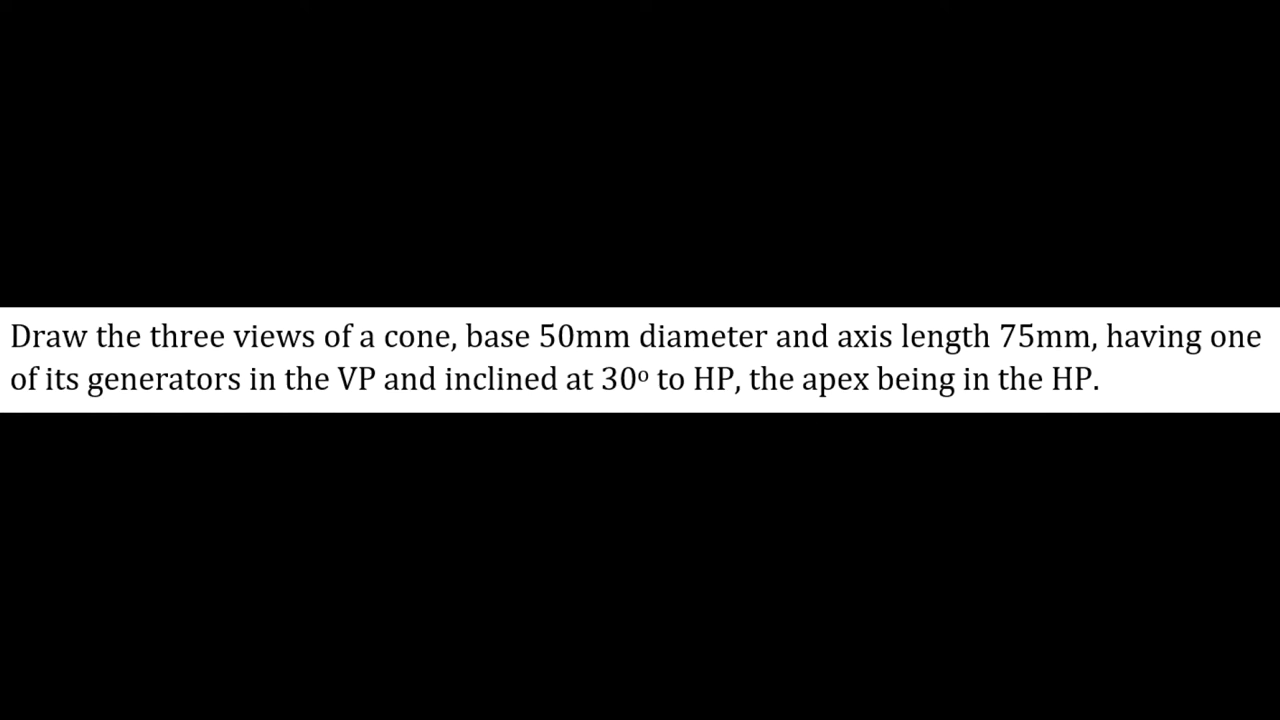 Draw the three views of a cone, base 50mm diameter and axis length 75mm, having one
of its generators in the VP and inclined at 30º to HP, the apex being in the HP.